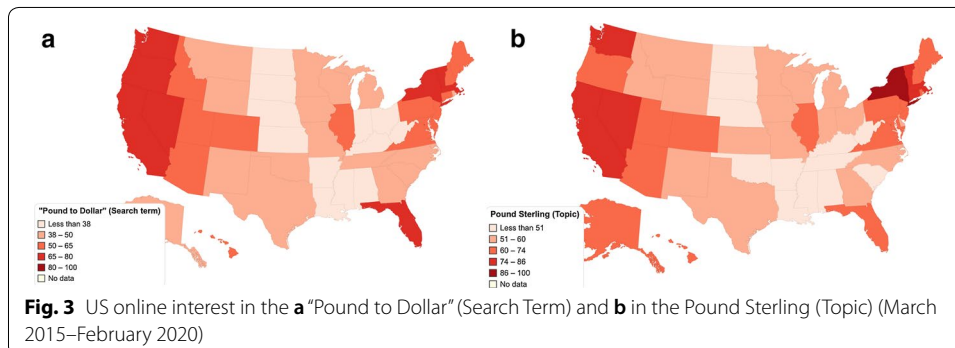 a
b
"Pound to Dollar" (Search term)
Less than 38
38 – 50
50 – 65
65 – 80
80 – 100
No data
Pound Sterling (Topic)
Less than 51
51 – 60
60 – 74
74 – 86
86 – 100
No data
Fig. 3 US online interest in the a "Pound to Dollar" (Search Term) and b in the Pound Sterling (Topic) (March
2015–February 2020)